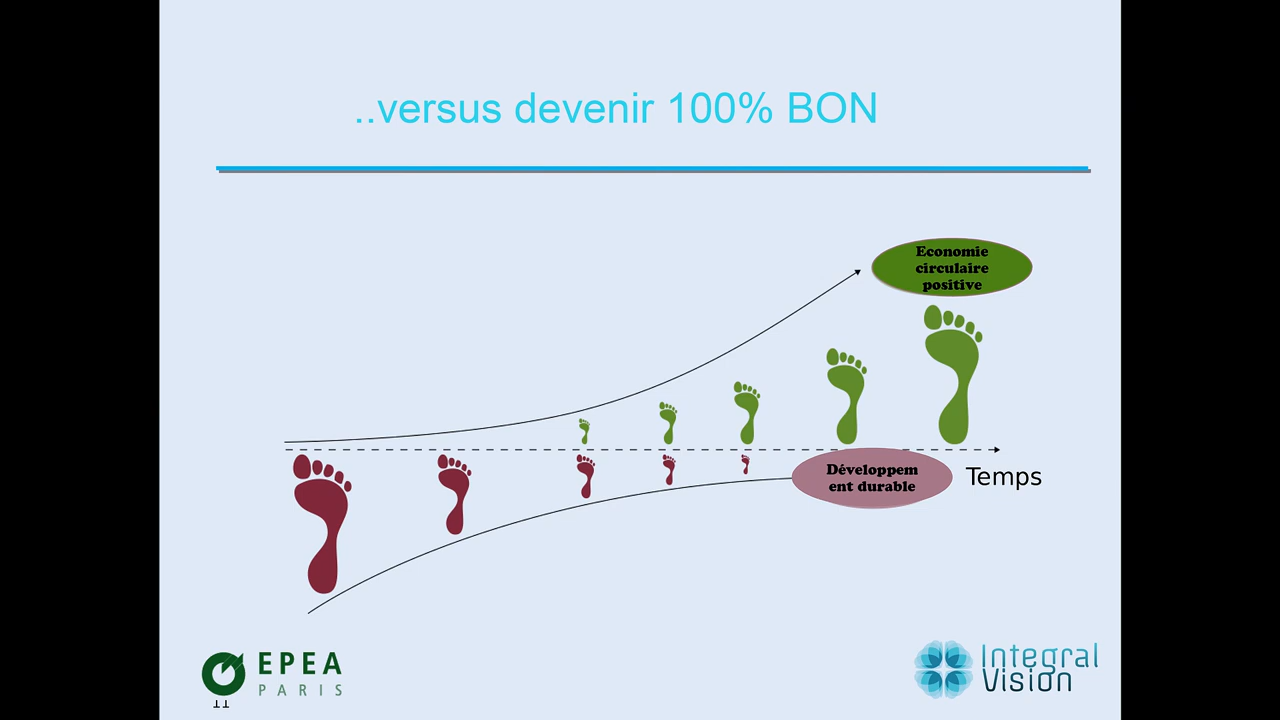 ..versus devenir 100% BON
Economie
circulaire
positive
Développem
ent durable
Temps
EPEA
PARIS
11
Integral
Vision